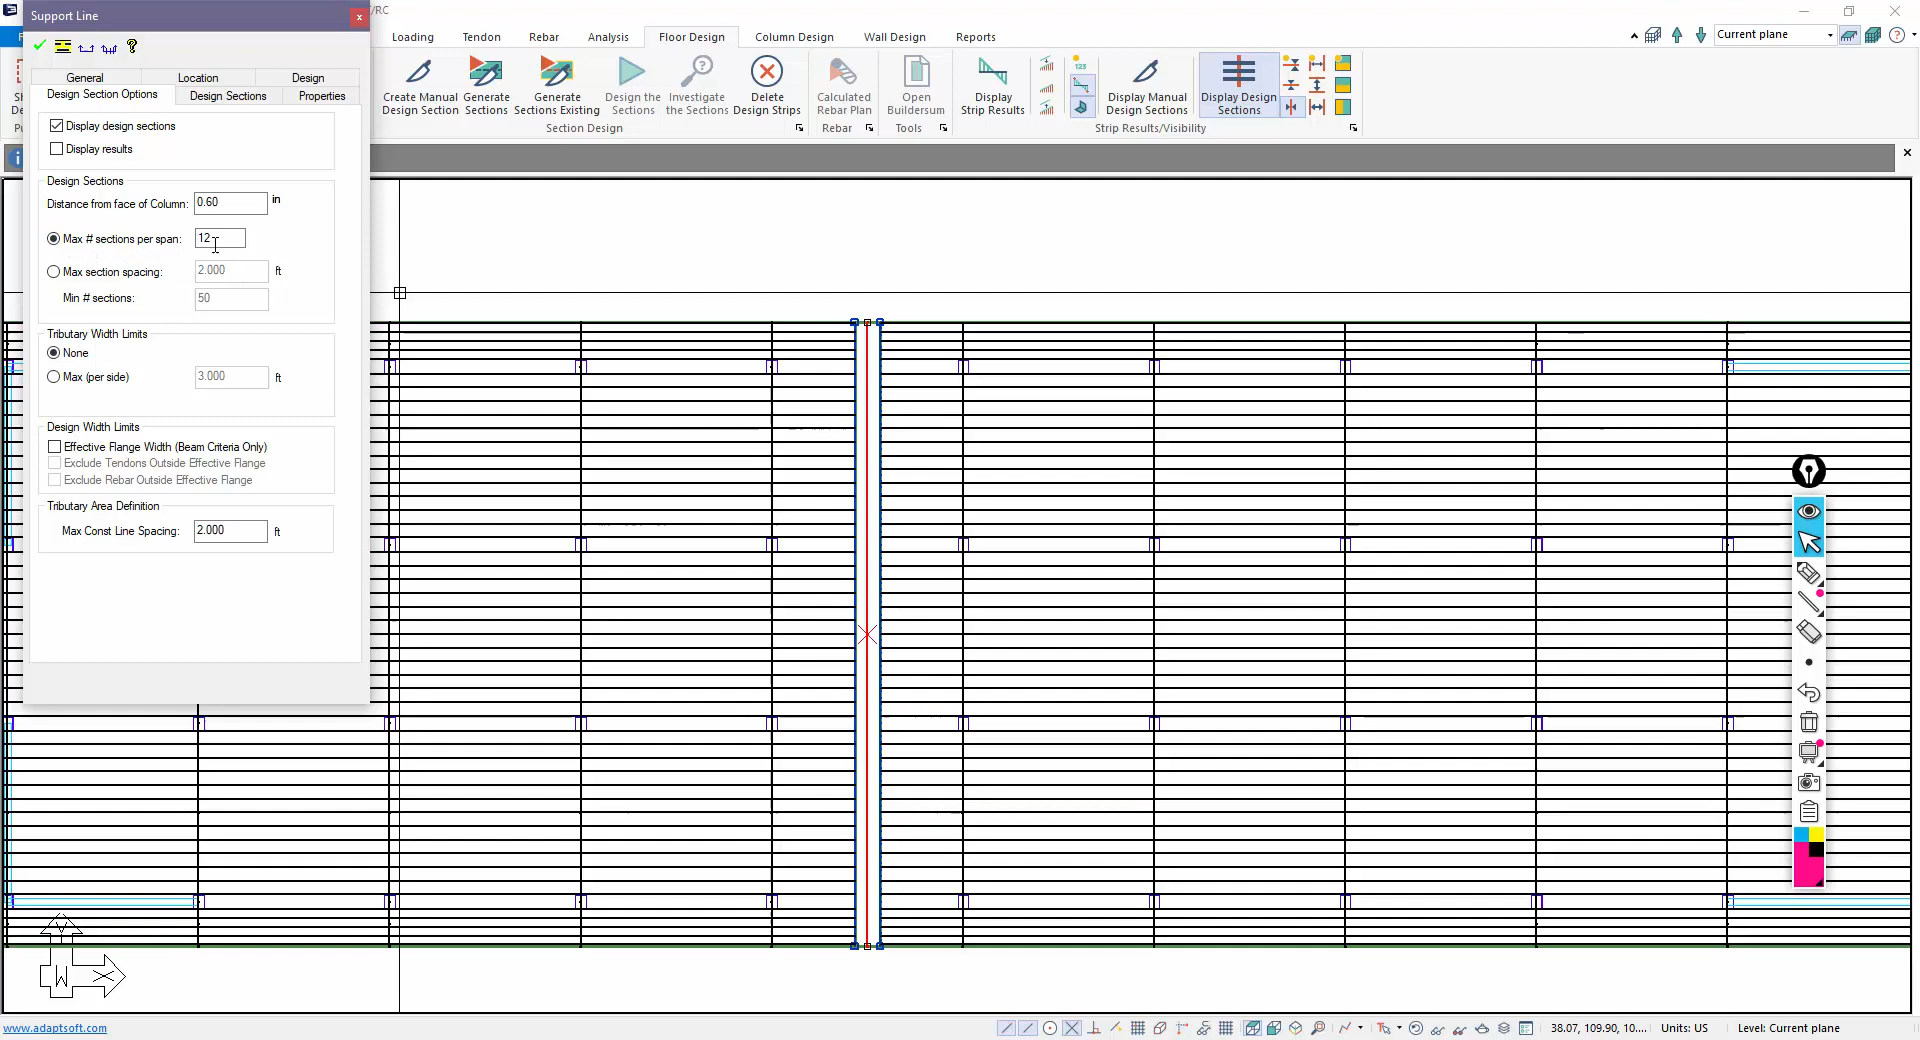 Support Line
/RC
Loading
Tendon
Rebar
Analysis
Floor Design
Column Design
Wall Design
Reports
Current plane
General
Location
Design
Design Section Options
Design Sections
Properties
Create Manual
Design Section
Generate
Sections
Generate
Sections Existing
Design the
Sections
Investigate
the Sections
Delete
Design Strips
Section Design
Calculated
Rebar Plan
Rebar
Open
Buildersum
Tools
Display
Strip Results
123
Display Manual
Design Sections
Display Design
Sections
Strip Results/Visibility
Display design sections
Display results
Design Sections
Distance from face of Column: 0.60 in
Max # sections per span: 12
Max section spacing: 2.000 ft
Min # sections: 50
Tributary Width Limits
None
Max (per side) 3.000 ft
Design Width Limits
Effective Flange Width (Beam Criteria Only)
Exclude Tendons Outside Effective Flange
Exclude Rebar Outside Effective Flange
Tributary Area Definition
Max Const Line Spacing: 2.000 ft
W
X
www.adaptsoft.com
38.07, 109.90, 10....
Units: US
Level: Current plane